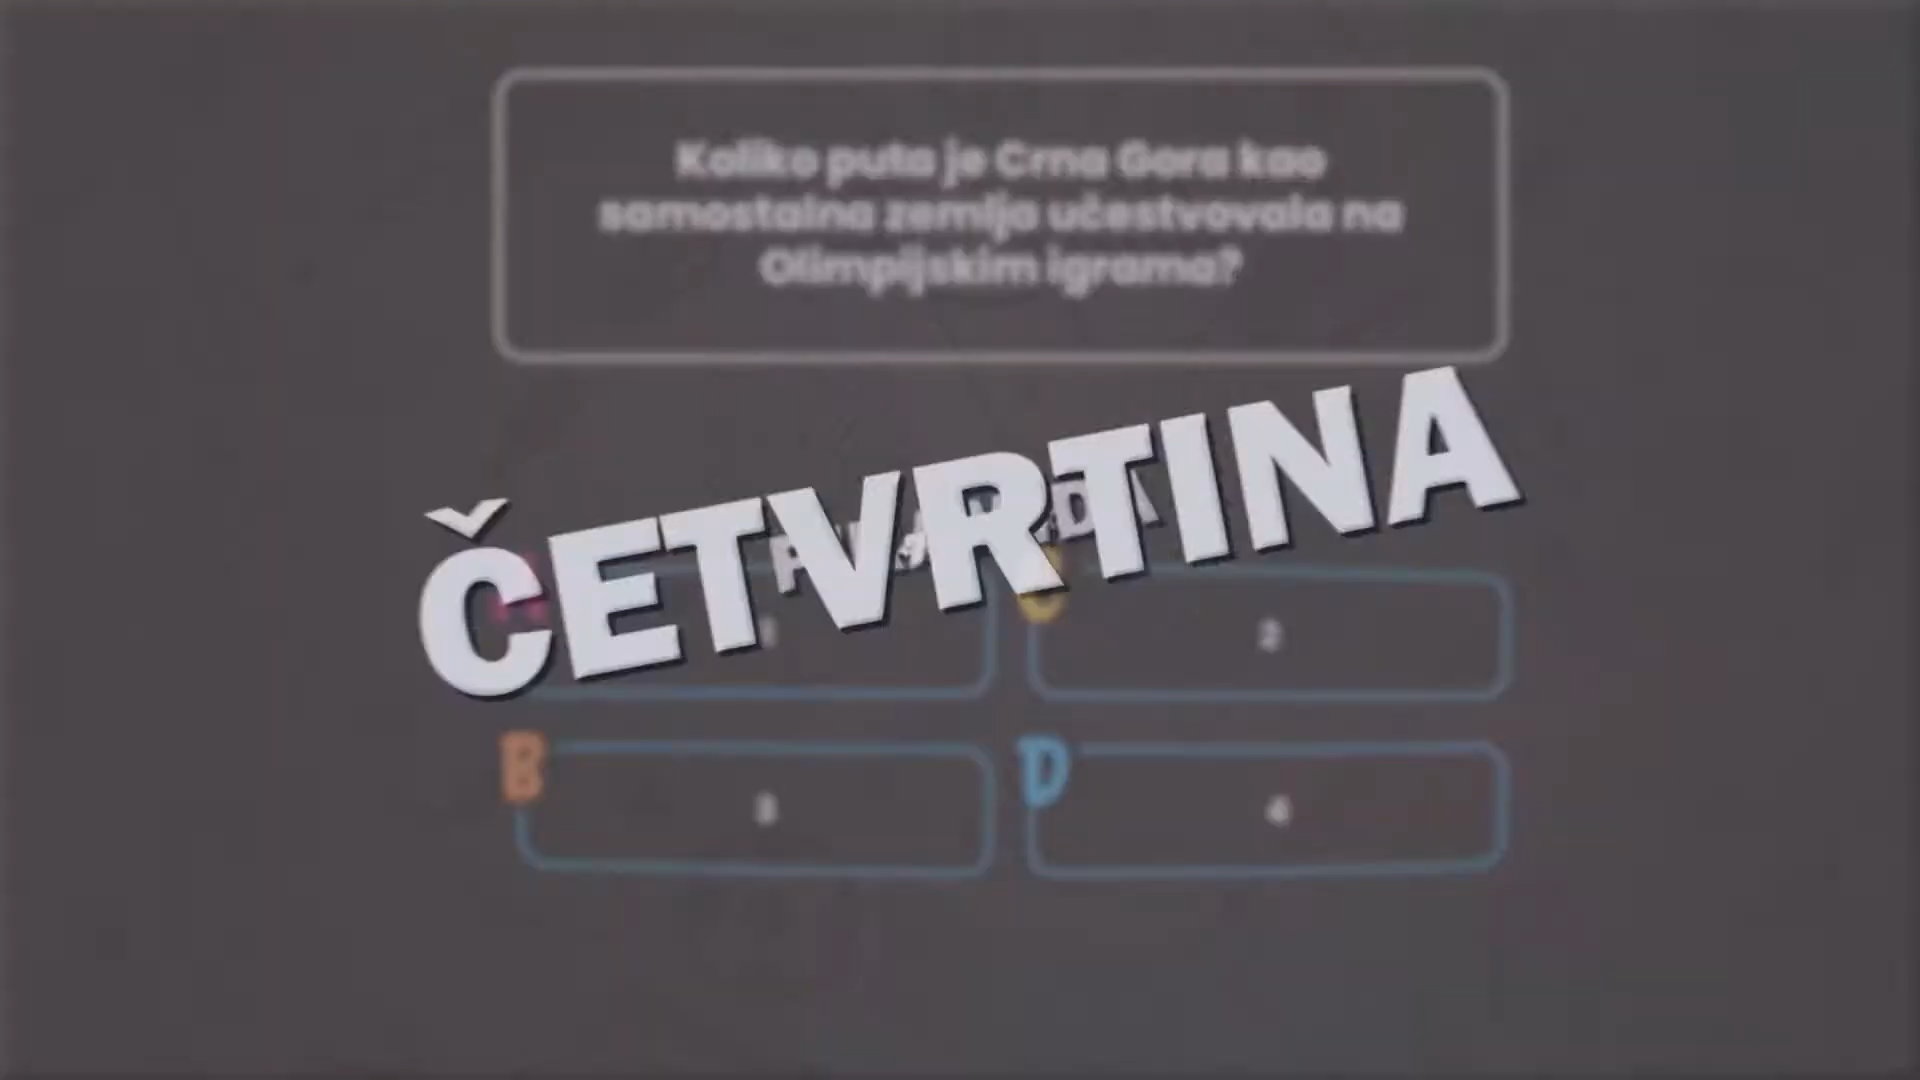 Koliko puta je Crna Gora kao
samostalna zemlja učestvovala na
Olimpijskim igrama?
ČETVRTINA
1
2
B
3
D
4